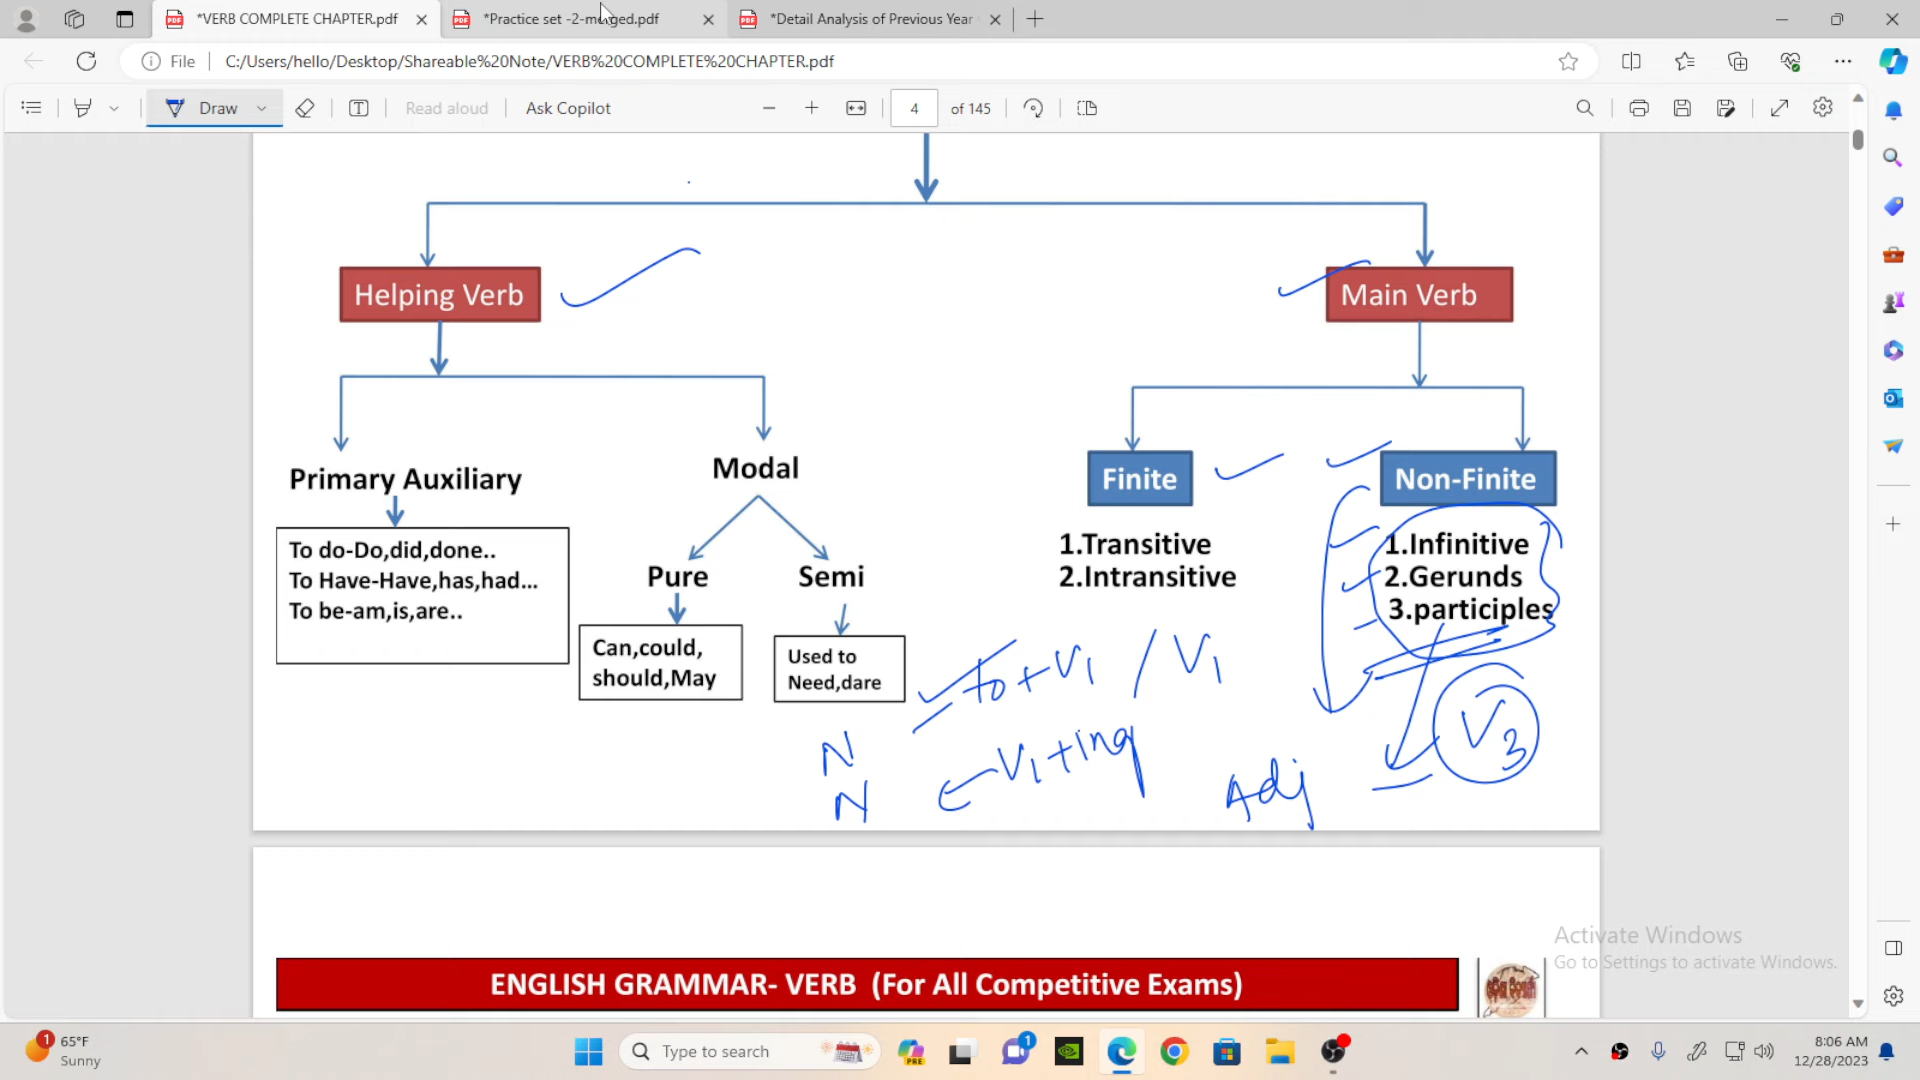 *VERB COMPLETE CHAPTER.pdf
*Practice set -2-merged.pdf
*Detail Analysis of Previous Year
File
C:/Users/hello/Desktop/Shareable%20Note/VERB%20COMPLETE%20CHAPTER.pdf
Draw
Read aloud
Ask Copilot
4
of 145
Helping Verb
Main Verb
Primary Auxiliary
Modal
Finite
Non-Finite
To do-Do,did,done..
To Have-Have,has,had...
To be-am,is,are..
Pure
Semi
1.Transitive
2.Intransitive
1.Infinitive
2.Gerunds
3.participles
Can,could,
should,May
Used to
Need,dare
to+V1 / V1
N
V3
N
V1+ing
Adj
ENGLISH GRAMMAR- VERB (For All Competitive Exams)
Activate Windows
Go to Settings to activate Windows.
1
65°F
Sunny
Type to search
PRE
1
8:06 AM
12/28/2023